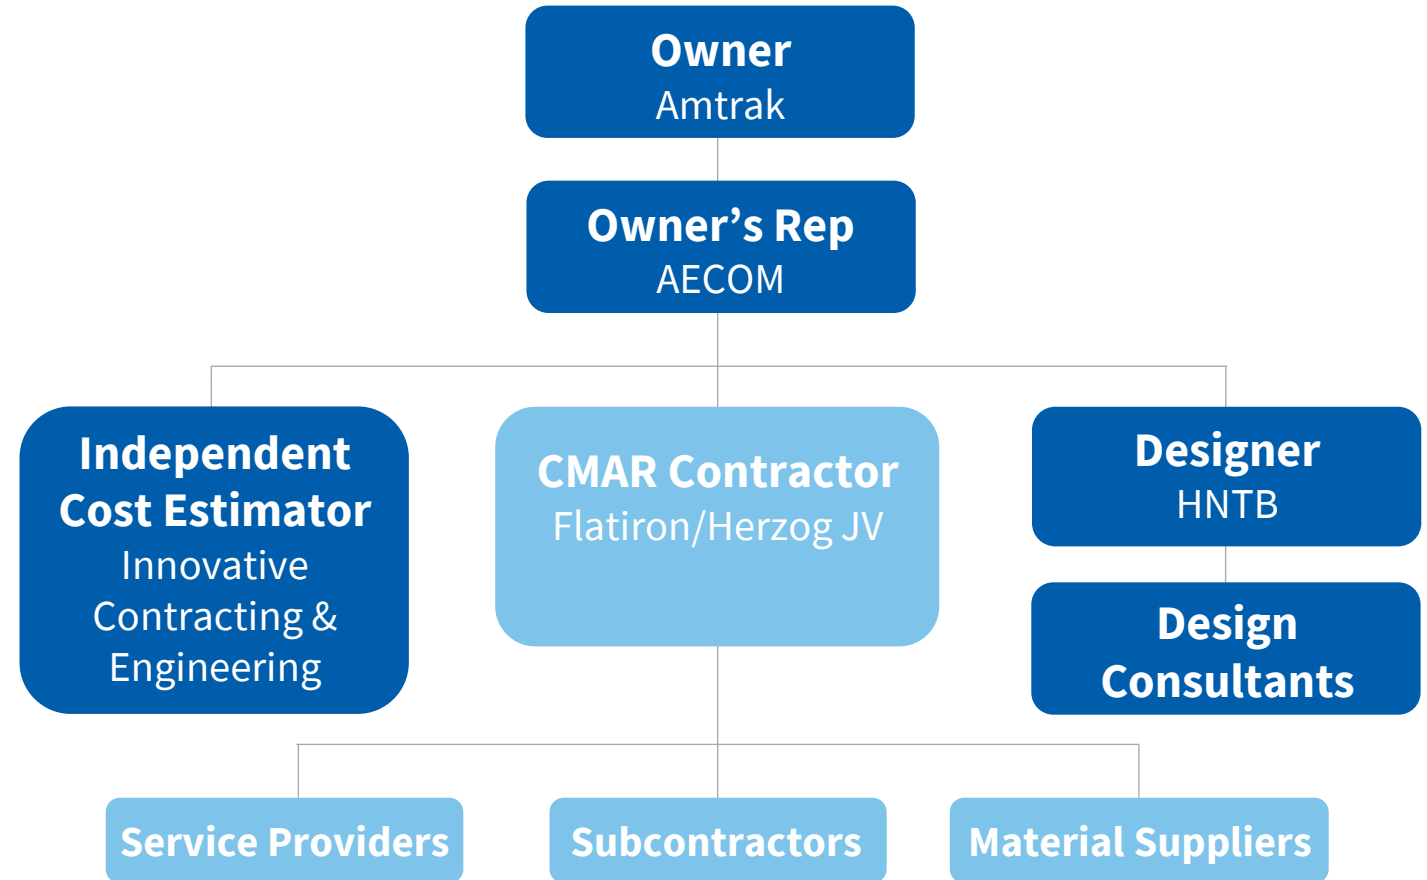 Owner
Amtrak
Owner’s Rep
AECOM
Independent
Cost Estimator
Innovative
Contracting &
Engineering
CMAR Contractor
Flatiron/Herzog JV
Designer
HNTB
Design
Consultants
Service Providers
Subcontractors
Material Suppliers